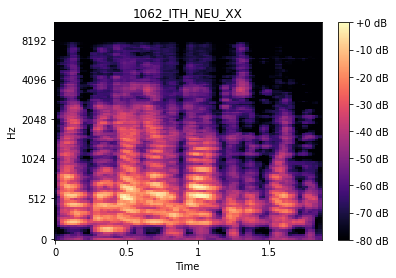 1062_ITH_NEU_XX
+0 dB
8192
-10 dB
4096
-20 dB
-30 dB
2048
Hz
-40 dB
1024
-50 dB
512
-60 dB
-70 dB
0
-80 dB
0
0.5
1
1.5
Time